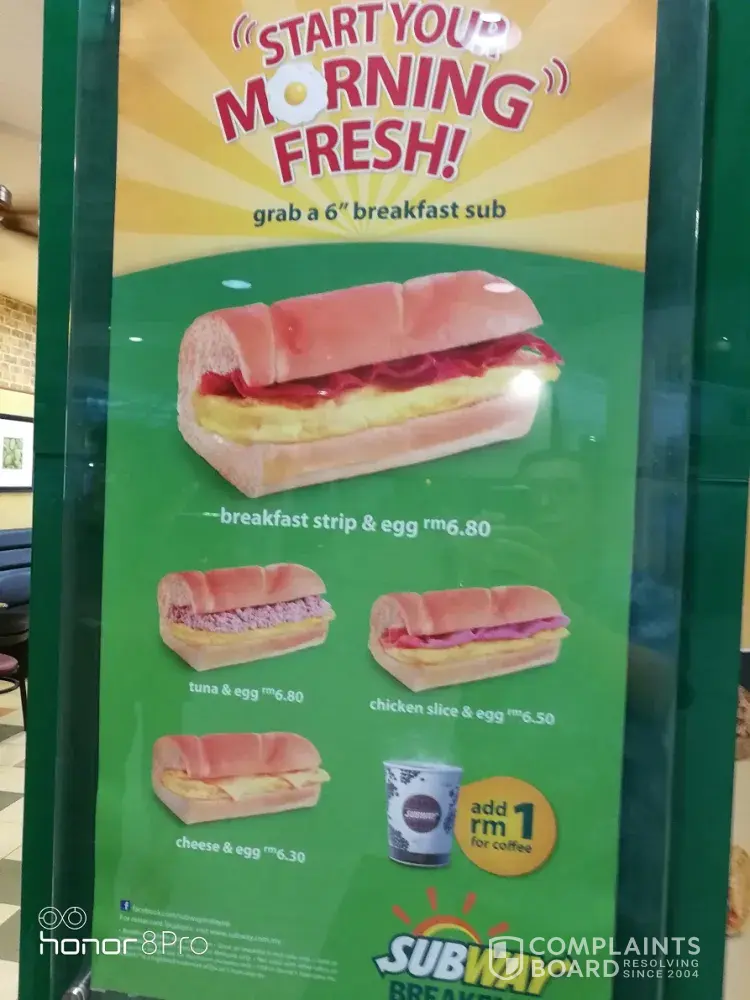 START YOUR
MORNING
FRESH!
grab a 6" breakfast sub
breakfast strip & egg rm6.80
tuna & egg rm6.80
chicken slice & egg rm6.50
cheese & egg rm6.30
SUBWAY
add
rm 1
for coffee
SUBWAY
honor 8Pro
COMPLAINTS
BOARD RESOLVING
SINCE 2004